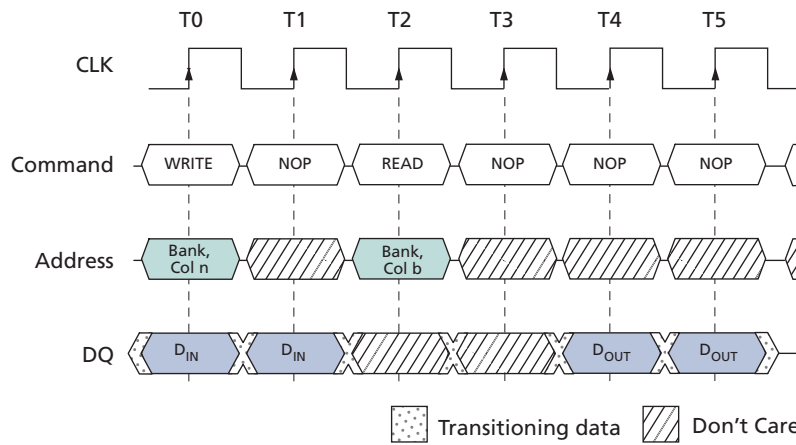 T0 T1 T2 T3 T4 T5
CLK
Command WRITE NOP READ NOP NOP NOP
Address Bank, Col n Bank, Col b
DQ DIN DIN DOUT DOUT
Transitioning data Don't Care